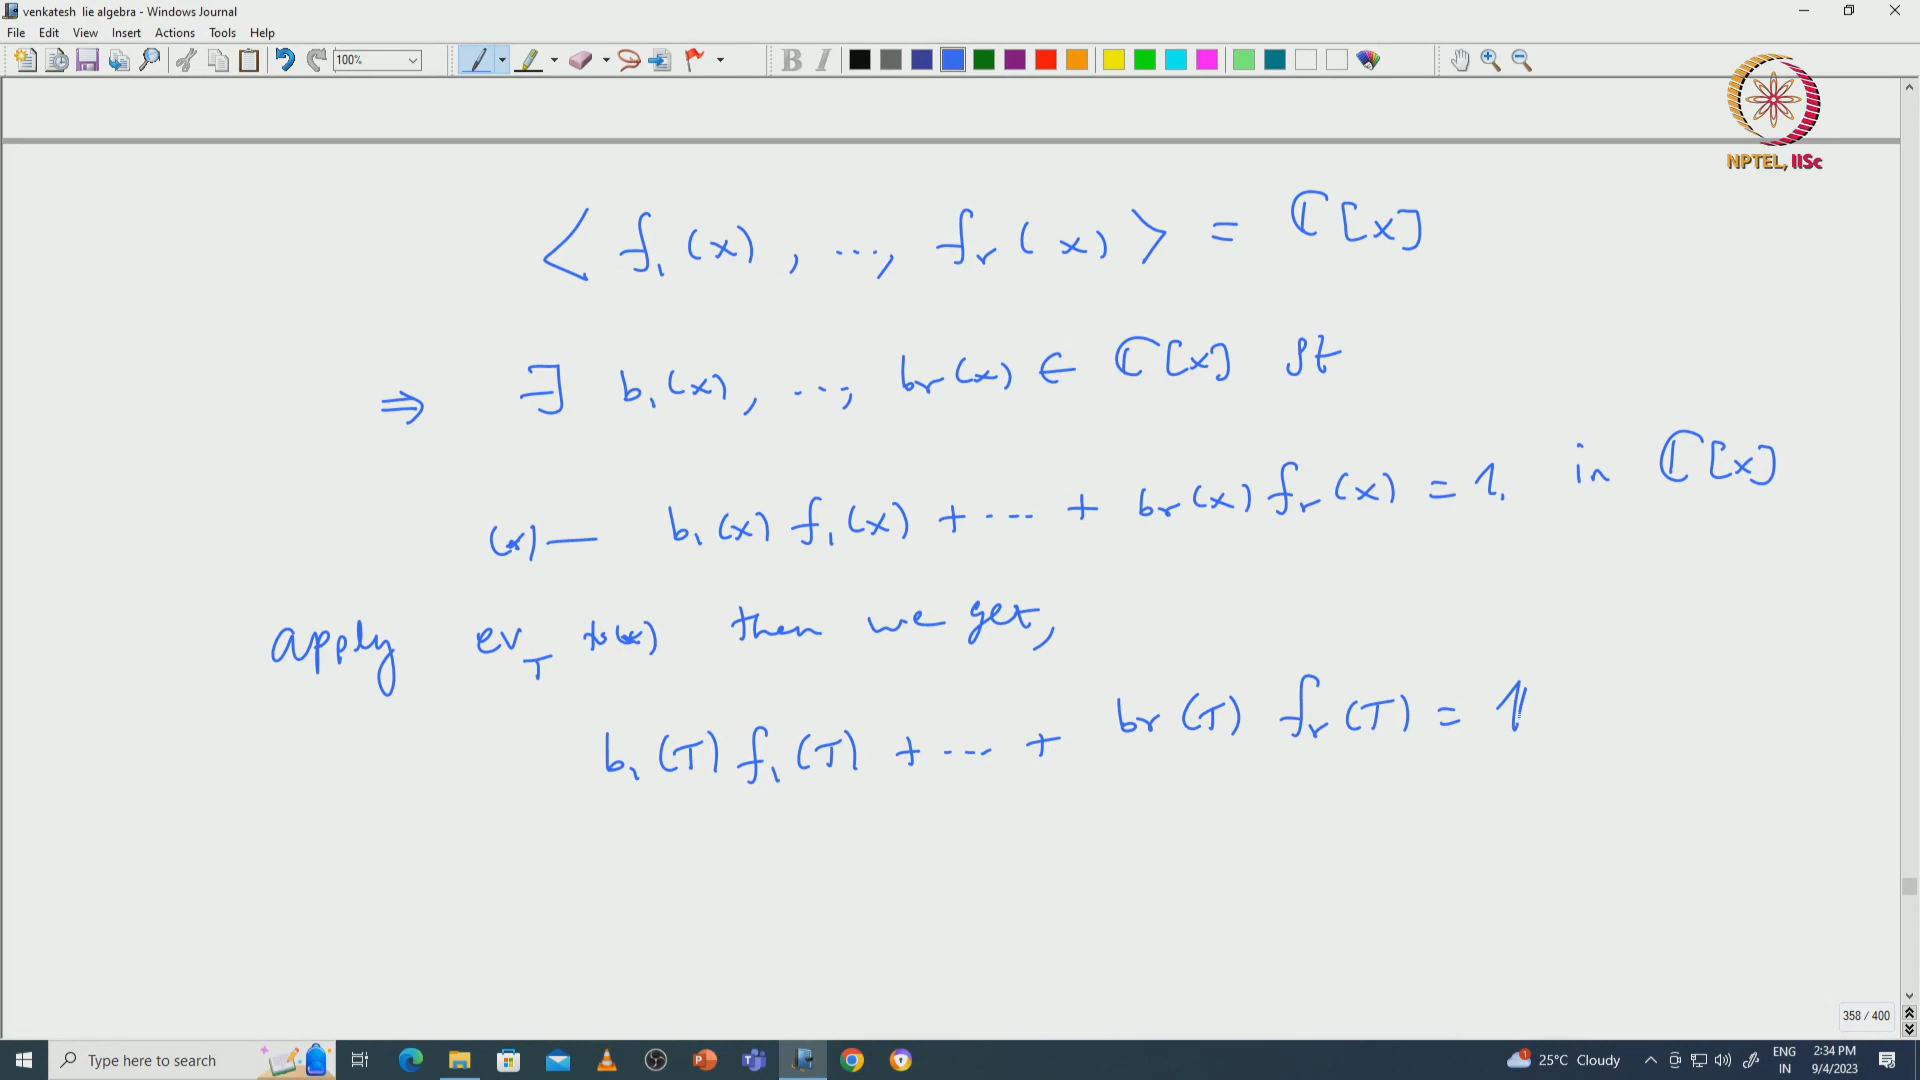 venkatesh lie algebra - Windows Journal
File Edit View Insert Actions Tools Help
100%
B I
NPTEL, IISc
< f₁(x), ..., fᵣ(x) > = ℂ[x]
⇒ ∃ b₁(x), ..., bᵣ(x) ∈ ℂ[x] st
(*) — b₁(x) f₁(x) + ... + bᵣ(x) fᵣ(x) = 1. in ℂ[x]
apply ev_T to (*) then we get,
b₁(T) f₁(T) + ... + bᵣ(T) fᵣ(T) = 1
358 / 400
Type here to search
25°C Cloudy
ENG
IN
2:34 PM
9/4/2023